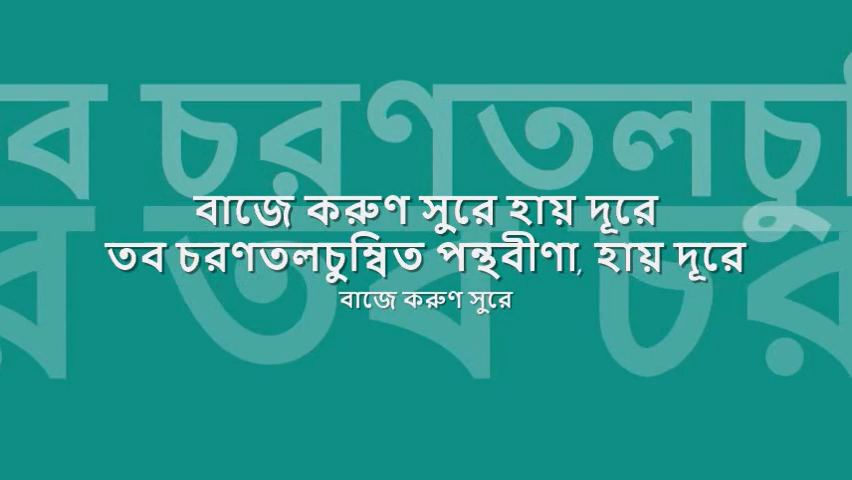 বাজে করুণ সুরে হায় দূরে
তব চরণতলচুম্বিত পন্থবীণা, হায় দূরে
বাজে করুণ সুরে